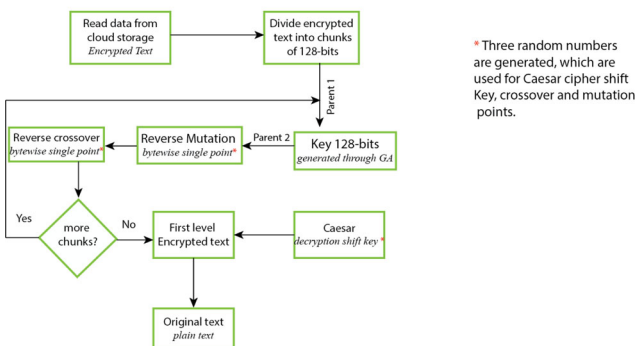 Read data from
cloud storage
Encrypted Text
Divide encrypted
text into chunks
of 128-bits
* Three random numbers
are generated, which are
used for Caesar cipher shift
Key, crossover and mutation
points.
Parent 1
Reverse crossover
bytewise single point*
Reverse Mutation
bytewise single point*
Parent 2
Key 128-bits
generated through GA
Yes
more
chunks?
No
First level
Encrypted text
Caesar
decryption shift key *
Original text
plain text